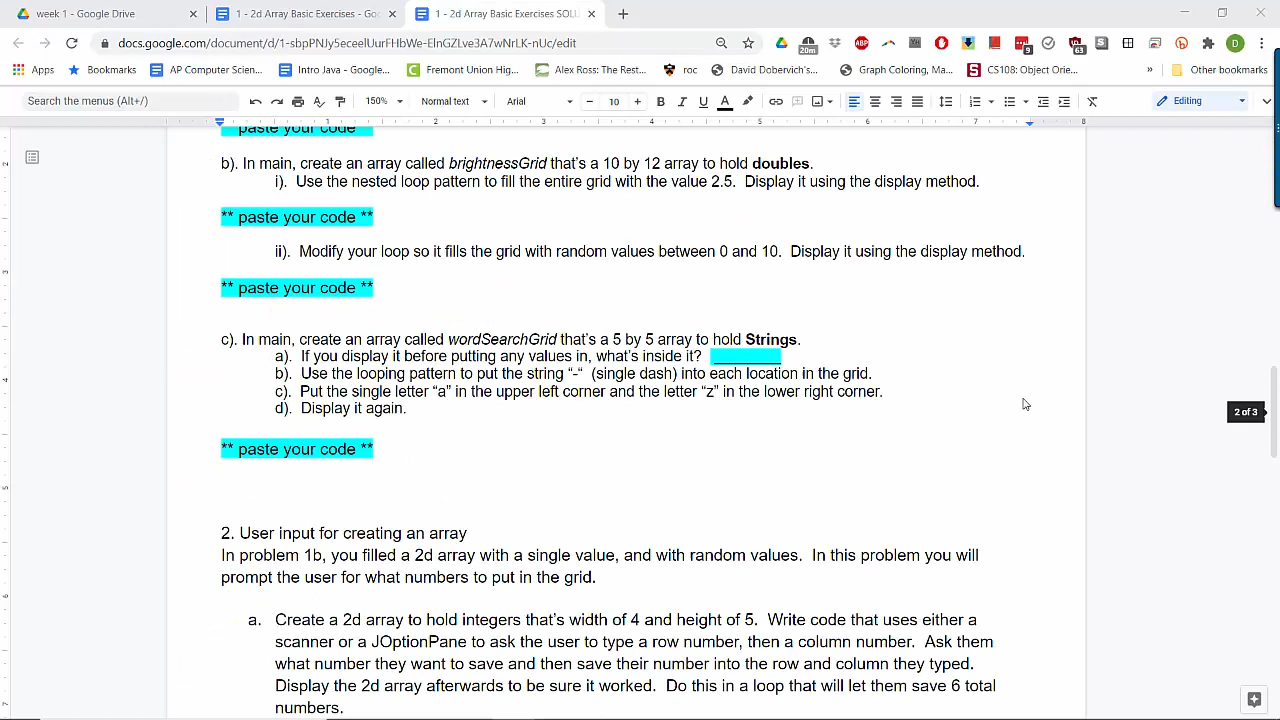 week 1 - Google Drive
1 - 2d Array Basic Exercises - Goo
1 - 2d Array Basic Exercises SOLU
docs.google.com/document/d/1-sbpPNJy5eceelUurFHbWe-ElnGZLve3A7wNrLK-nUc/edit
20m
ABP
9
63
D
Apps
Bookmarks
AP Computer Scien...
Intro Java - Google...
Fremont Union Hig...
Alex Ross: The Rest...
roc
David Dobervich's...
Graph Coloring, Ma...
CS108: Object Orie...
»
Other bookmarks
Search the menus (Alt+/)
150%
Normal text
Arial
10
Editing
1 2 3 4 5 6 7 8
** paste your code **
b). In main, create an array called brightnessGrid that's a 10 by 12 array to hold doubles.
i). Use the nested loop pattern to fill the entire grid with the value 2.5. Display it using the display method.
** paste your code **
ii). Modify your loop so it fills the grid with random values between 0 and 10. Display it using the display method.
** paste your code **
c). In main, create an array called wordSearchGrid that's a 5 by 5 array to hold Strings.
a). If you display it before putting any values in, what's inside it? ________
b). Use the looping pattern to put the string “-“ (single dash) into each location in the grid.
c). Put the single letter “a” in the upper left corner and the letter “z” in the lower right corner.
d). Display it again.
2 of 3
** paste your code **
2. User input for creating an array
In problem 1b, you filled a 2d array with a single value, and with random values. In this problem you will
prompt the user for what numbers to put in the grid.
a. Create a 2d array to hold integers that's width of 4 and height of 5. Write code that uses either a
scanner or a JOptionPane to ask the user to type a row number, then a column number. Ask them
what number they want to save and then save their number into the row and column they typed.
Display the 2d array afterwards to be sure it worked. Do this in a loop that will let them save 6 total
numbers.